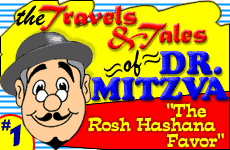 the Travels
& Tales
of DR.
MITZVA
"The
Rosh Hashana
Favor"
#1